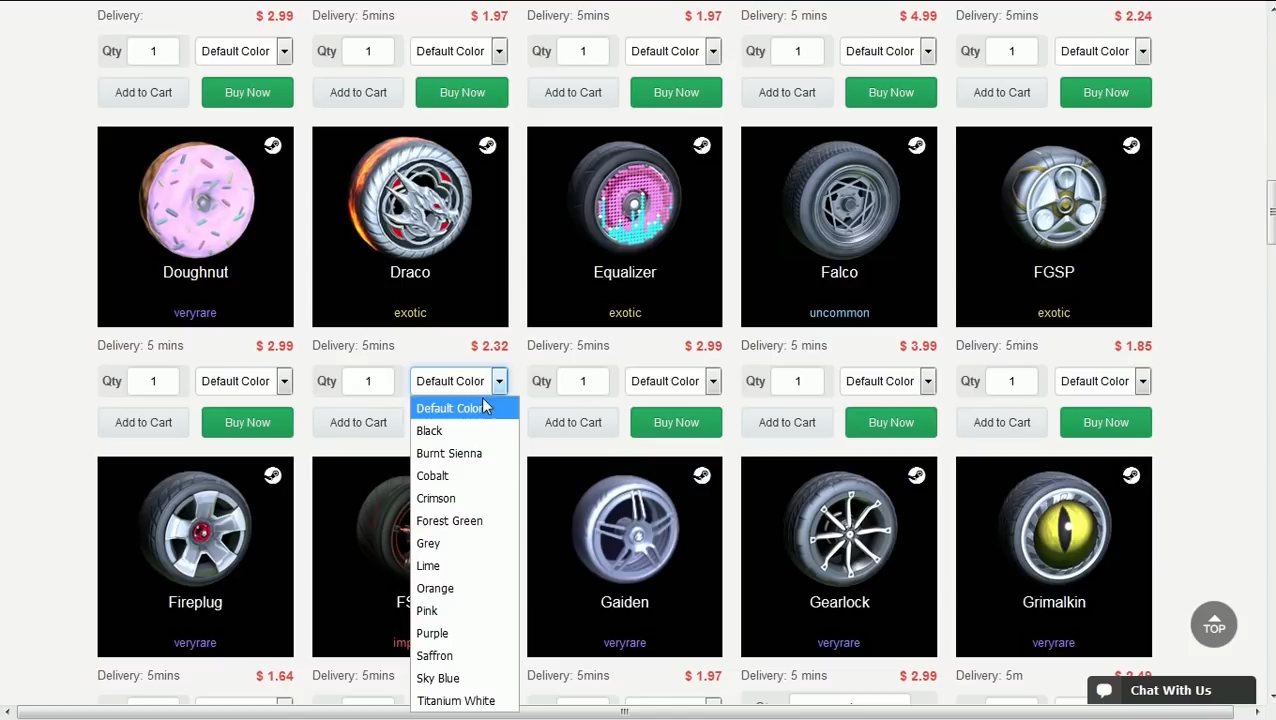 Delivery: $ 2.99 Delivery: 5mins $ 1.97 Delivery: 5mins $ 1.97 Delivery: 5 mins $ 4.99 Delivery: 5mins $ 2.24
Qty 1 Default Color Qty 1 Default Color Qty 1 Default Color Qty 1 Default Color Qty 1 Default Color
Add to Cart Buy Now Add to Cart Buy Now Add to Cart Buy Now Add to Cart Buy Now Add to Cart Buy Now
Doughnut Draco Equalizer Falco FGSP
veryrare exotic exotic uncommon exotic
Delivery: 5 mins $ 2.99 Delivery: 5mins $ 2.32 Delivery: 5mins $ 2.99 Delivery: 5mins $ 3.99 Delivery: 5mins $ 1.85
Qty 1 Default Color Qty 1 Default Color Qty 1 Default Color Qty 1 Default Color Qty 1 Default Color
Add to Cart Buy Now Add to Cart Add to Cart Buy Now Add to Cart Buy Now Add to Cart Buy Now
Default Color
Black
Burnt Sienna
Cobalt
Crimson
Forest Green
Grey
Lime
Orange
Pink
Purple
Saffron
Sky Blue
Titanium White
Fireplug FS Gaiden Gearlock Grimalkin
veryrare imp veryrare veryrare veryrare
Delivery: 5mins $ 1.64 Delivery: 5mins Delivery: 5mins $ 1.97 Delivery: 5mins $ 2.99 Delivery: 5m
TOP
Chat With Us